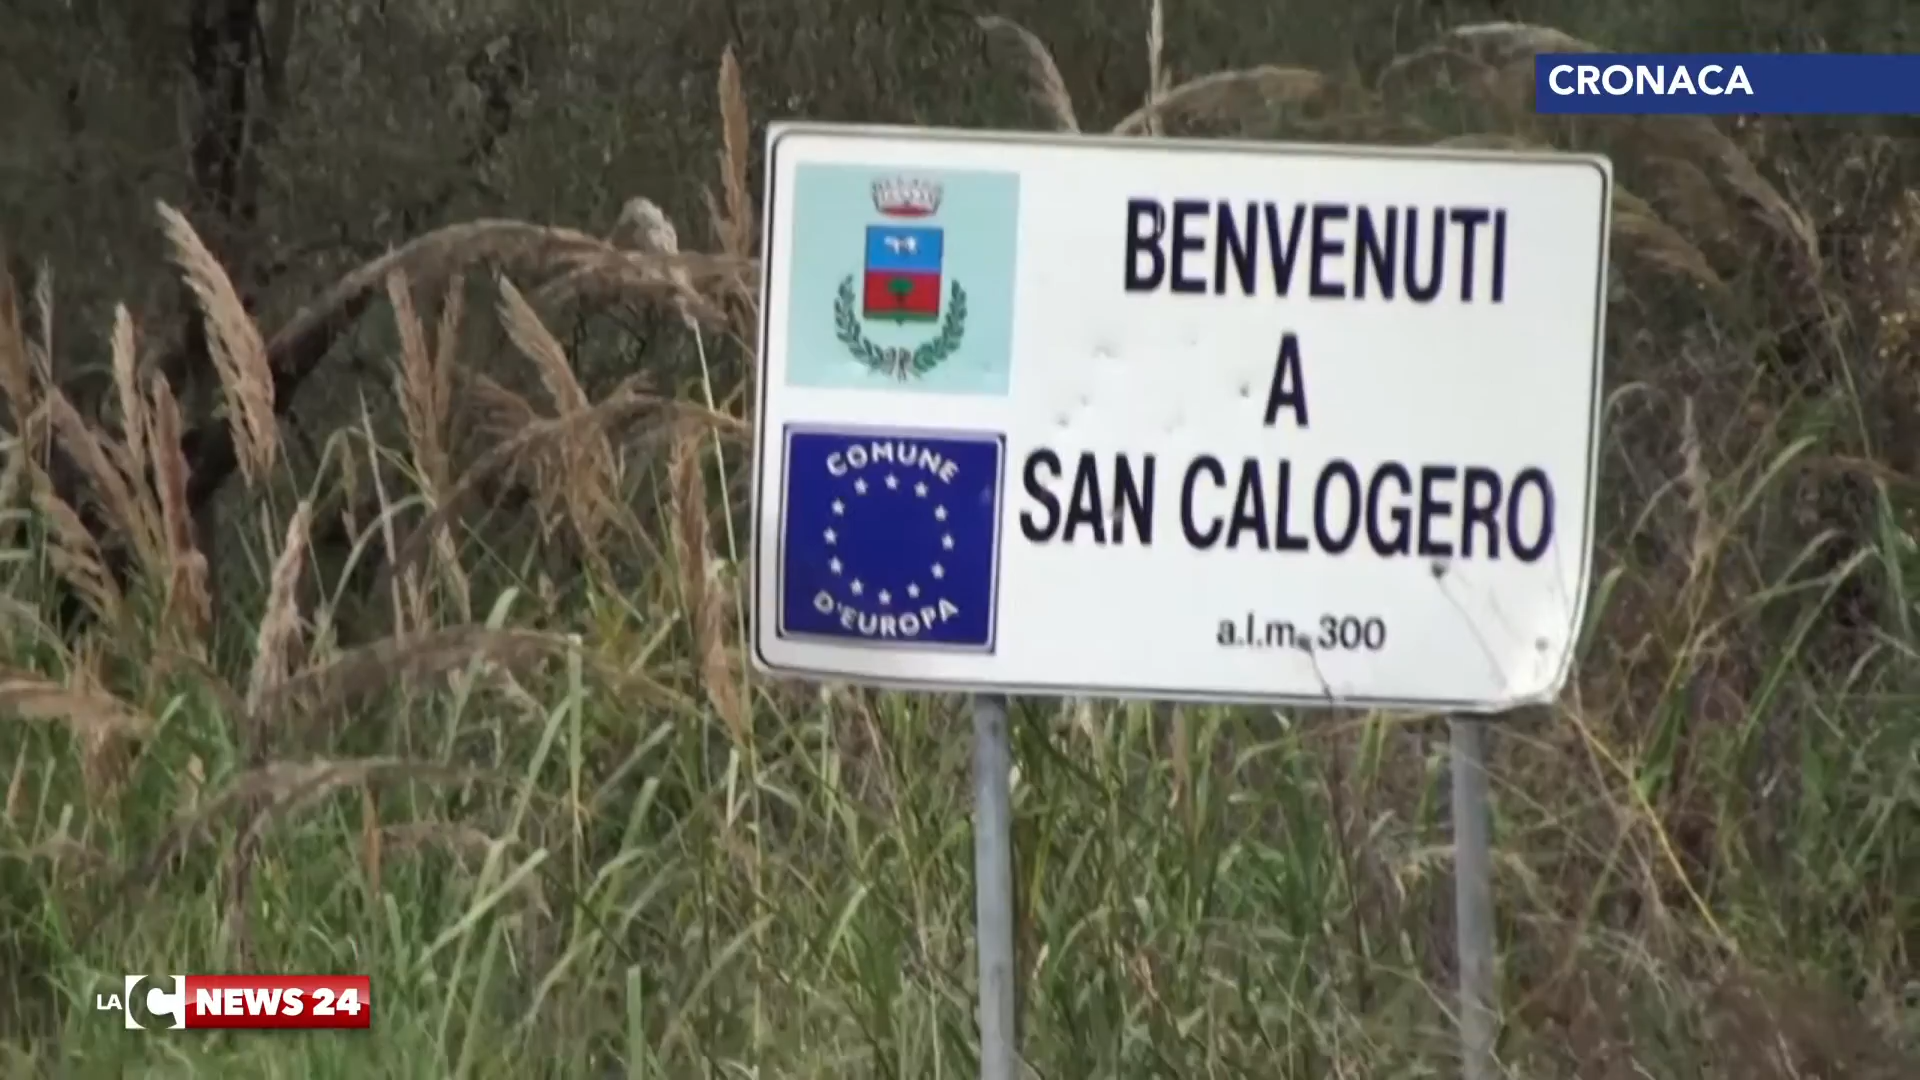 CRONACA
BENVENUTI
A
SAN CALOGERO
a.l.m. 300
COMUNE
D'EUROPA
LA C NEWS 24